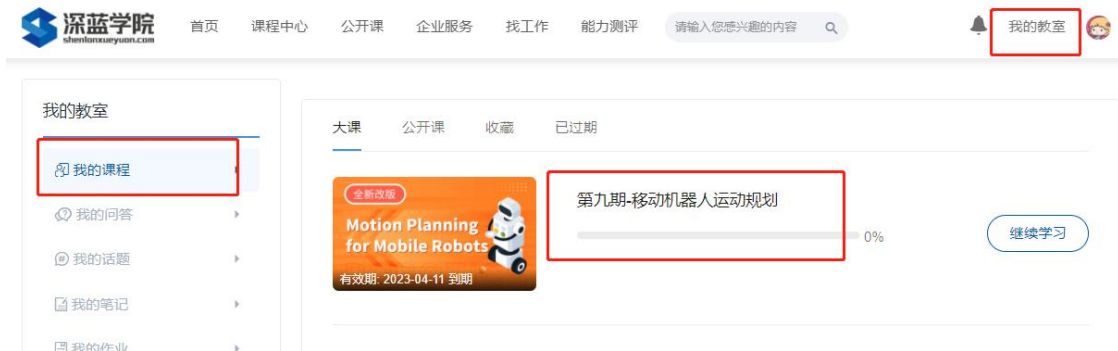 深蓝学院
shenlanxueyuan.com
首页 课程中心 公开课 企业服务 找工作 能力测评 请输入您感兴趣的内容 我的教室
我的教室
我的课程
我的问答
我的话题
我的笔记
我的作业
大课 公开课 收藏 已过期
全新改版
Motion Planning
for Mobile Robots
有效期: 2023-04-11 到期
第九期-移动机器人运动规划
0%
继续学习